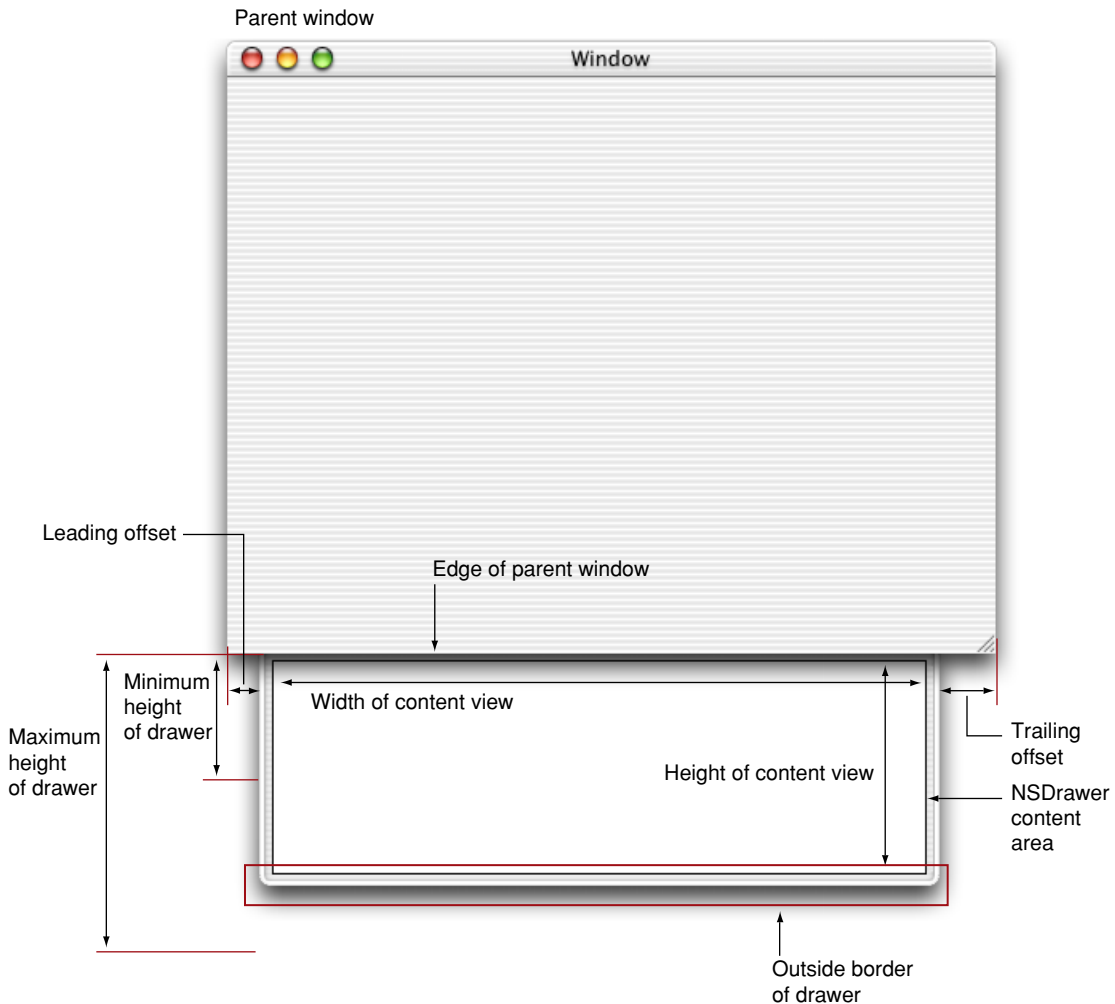 Parent window
Window
Leading offset
Edge of parent window
Minimum
height
of drawer
Width of content view
Maximum
height
of drawer
Height of content view
Trailing
offset
NSDrawer
content
area
Outside border
of drawer